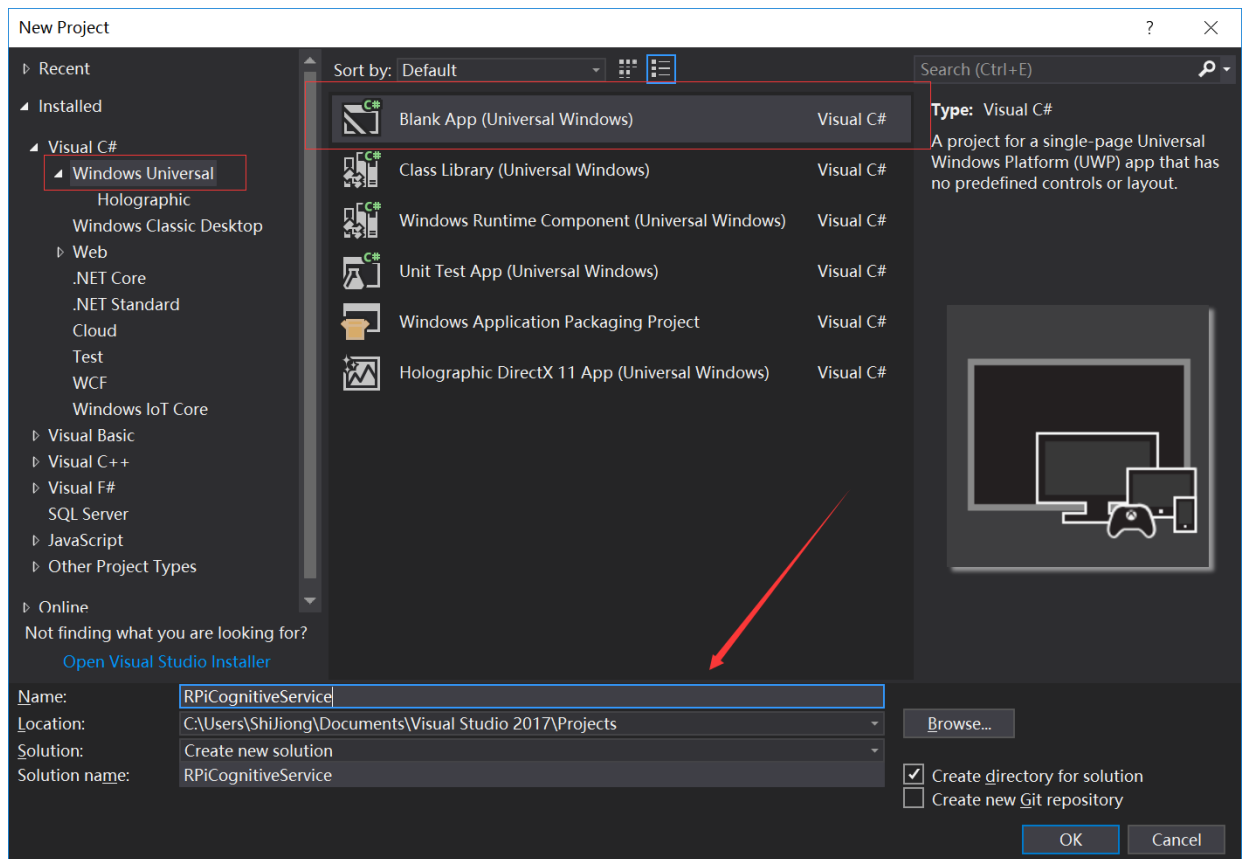 New Project
?
Recent
Installed
Visual C#
Windows Universal
Holographic
Windows Classic Desktop
Web
.NET Core
.NET Standard
Cloud
Test
WCF
Windows IoT Core
Visual Basic
Visual C++
Visual F#
SQL Server
JavaScript
Other Project Types
Online
Not finding what you are looking for?
Open Visual Studio Installer
Sort by: Default
C# Blank App (Universal Windows) Visual C#
C# Class Library (Universal Windows) Visual C#
C# Windows Runtime Component (Universal Windows) Visual C#
C# Unit Test App (Universal Windows) Visual C#
Windows Application Packaging Project Visual C#
Holographic DirectX 11 App (Universal Windows) Visual C#
Search (Ctrl+E)
Type: Visual C#
A project for a single-page Universal
Windows Platform (UWP) app that has
no predefined controls or layout.
Name: RPiCognitiveService
Location: C:\Users\ShiJiong\Documents\Visual Studio 2017\Projects
Browse...
Solution: Create new solution
Solution name: RPiCognitiveService
Create directory for solution
Create new Git repository
OK
Cancel